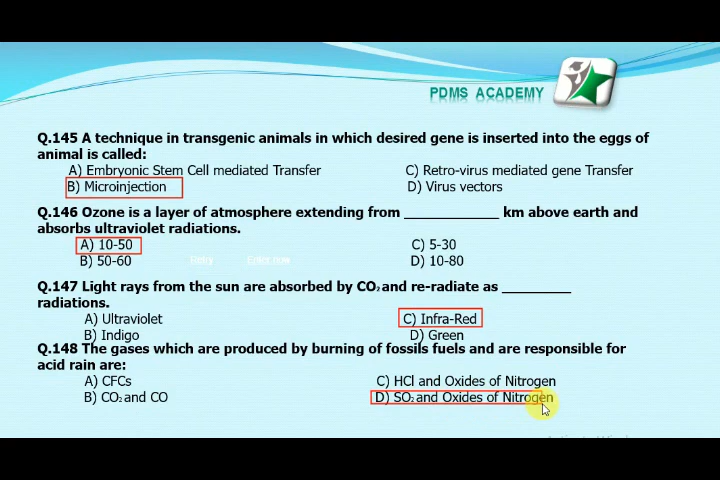 PDMS ACADEMY
Q.145 A technique in transgenic animals in which desired gene is inserted into the eggs of
animal is called:
A) Embryonic Stem Cell mediated Transfer C) Retro-virus mediated gene Transfer
B) Microinjection D) Virus vectors
Q.146 Ozone is a layer of atmosphere extending from ____________ km above earth and
absorbs ultraviolet radiations.
A) 10-50 C) 5-30
B) 50-60 D) 10-80
Retry Enter now
Q.147 Light rays from the sun are absorbed by CO₂ and re-radiate as _________
radiations.
A) Ultraviolet C) Infra-Red
B) Indigo D) Green
Q.148 The gases which are produced by burning of fossils fuels and are responsible for
acid rain are:
A) CFCs C) HCl and Oxides of Nitrogen
B) CO₂ and CO D) SO₂ and Oxides of Nitrogen